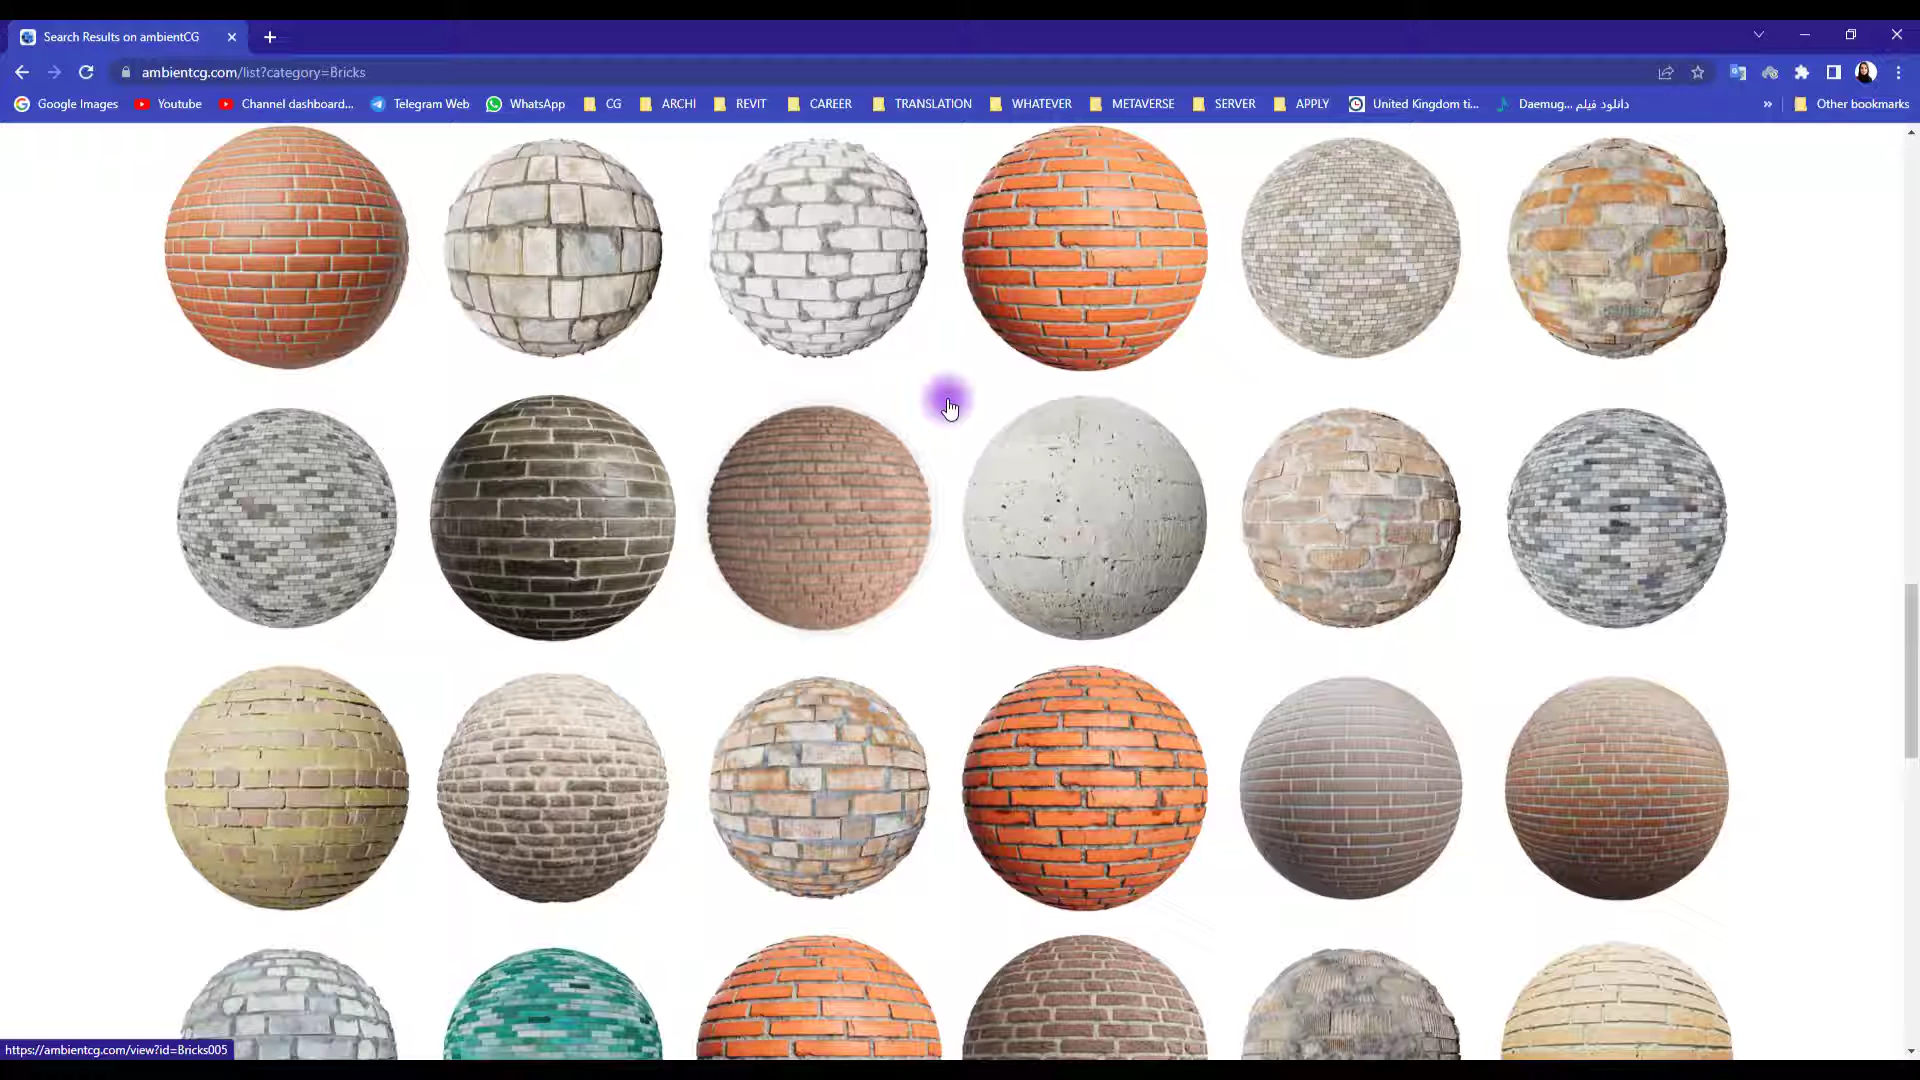 Search Results on ambientCG
ambientcg.com/list?category=Bricks
Google Images Youtube Channel dashboard... Telegram Web WhatsApp CG ARCHI REVIT CAREER TRANSLATION WHATEVER METAVERSE SERVER APPLY United Kingdom ti... Daemug... دانلود فیلم » Other bookmarks
https://ambientcg.com/view?id=Bricks005